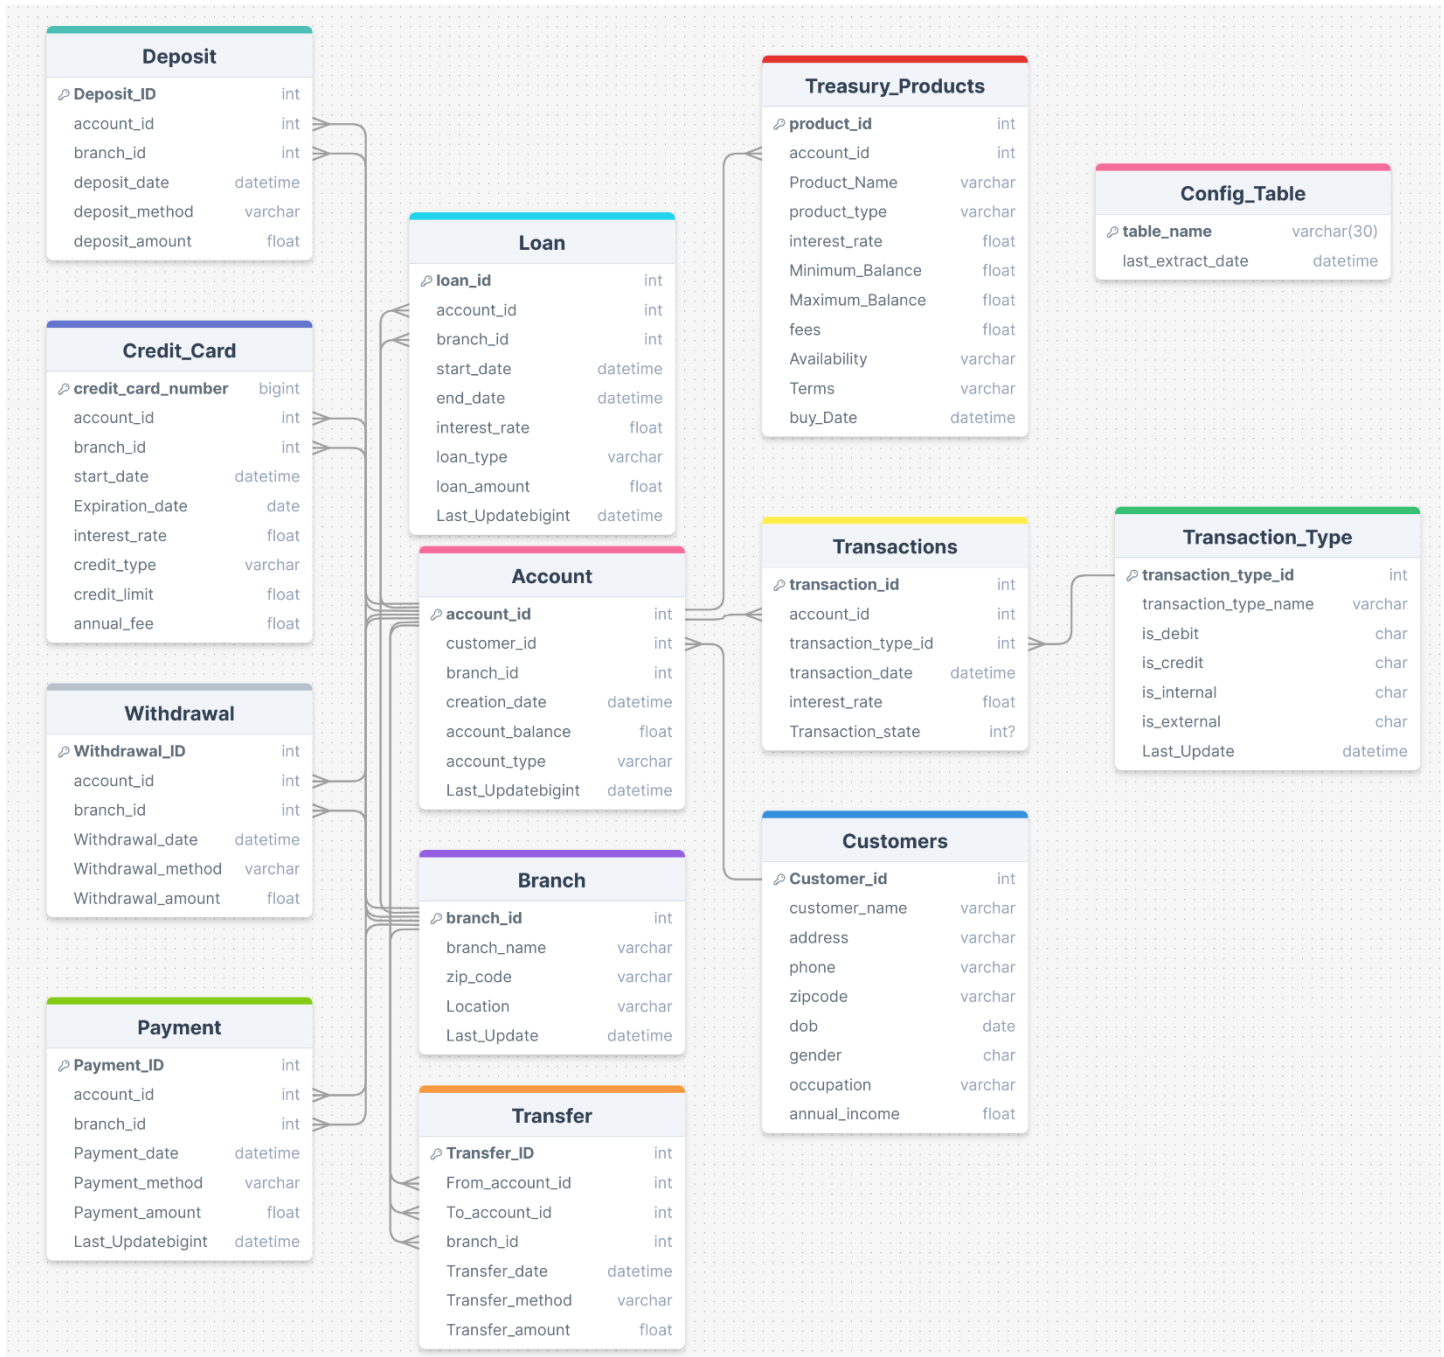 Deposit
Deposit_ID int
account_id int
branch_id int
deposit_date datetime
deposit_method varchar
deposit_amount float
Credit_Card
credit_card_number bigint
account_id int
branch_id int
start_date datetime
Expiration_date date
interest_rate float
credit_type varchar
credit_limit float
annual_fee float
Withdrawal
Withdrawal_ID int
account_id int
branch_id int
Withdrawal_date datetime
Withdrawal_method varchar
Withdrawal_amount float
Payment
Payment_ID int
account_id int
branch_id int
Payment_date datetime
Payment_method varchar
Payment_amount float
Last_Updatebigint datetime
Loan
loan_id int
account_id int
branch_id int
start_date datetime
end_date datetime
interest_rate float
loan_type varchar
loan_amount float
Last_Updatebigint datetime
Account
account_id int
customer_id int
branch_id int
creation_date datetime
account_balance float
account_type varchar
Last_Updatebigint datetime
Branch
branch_id int
branch_name varchar
zip_code varchar
Location varchar
Last_Update datetime
Transfer
Transfer_ID int
From_account_id int
To_account_id int
branch_id int
Transfer_date datetime
Transfer_method varchar
Transfer_amount float
Treasury_Products
product_id int
account_id int
Product_Name varchar
product_type varchar
interest_rate float
Minimum_Balance float
Maximum_Balance float
fees float
Availability varchar
Terms varchar
buy_Date datetime
Transactions
transaction_id int
account_id int
transaction_type_id int
transaction_date datetime
interest_rate float
Transaction_state int?
Customers
Customer_id int
customer_name varchar
address varchar
phone varchar
zipcode varchar
dob date
gender char
occupation varchar
annual_income float
Config_Table
table_name varchar(30)
last_extract_date datetime
Transaction_Type
transaction_type_id int
transaction_type_name varchar
is_debit char
is_credit char
is_internal char
is_external char
Last_Update datetime